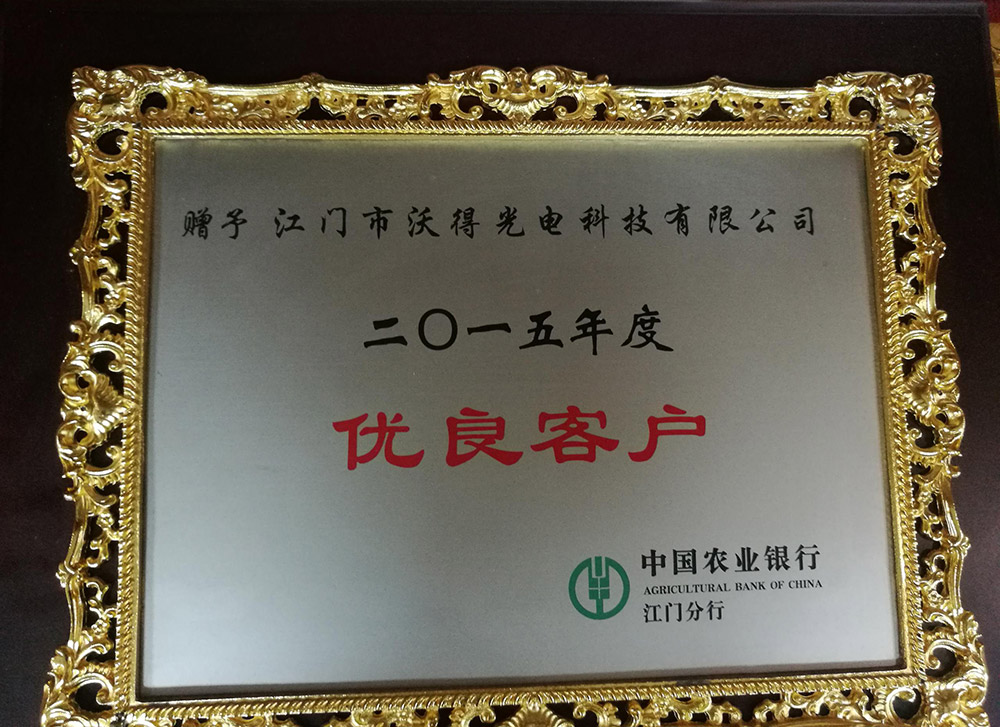 赠予 江门市沃得光电科技有限公司
二〇一五年度
优良客户
中国农业银行
AGRICULTURAL BANK OF CHINA
江门分行